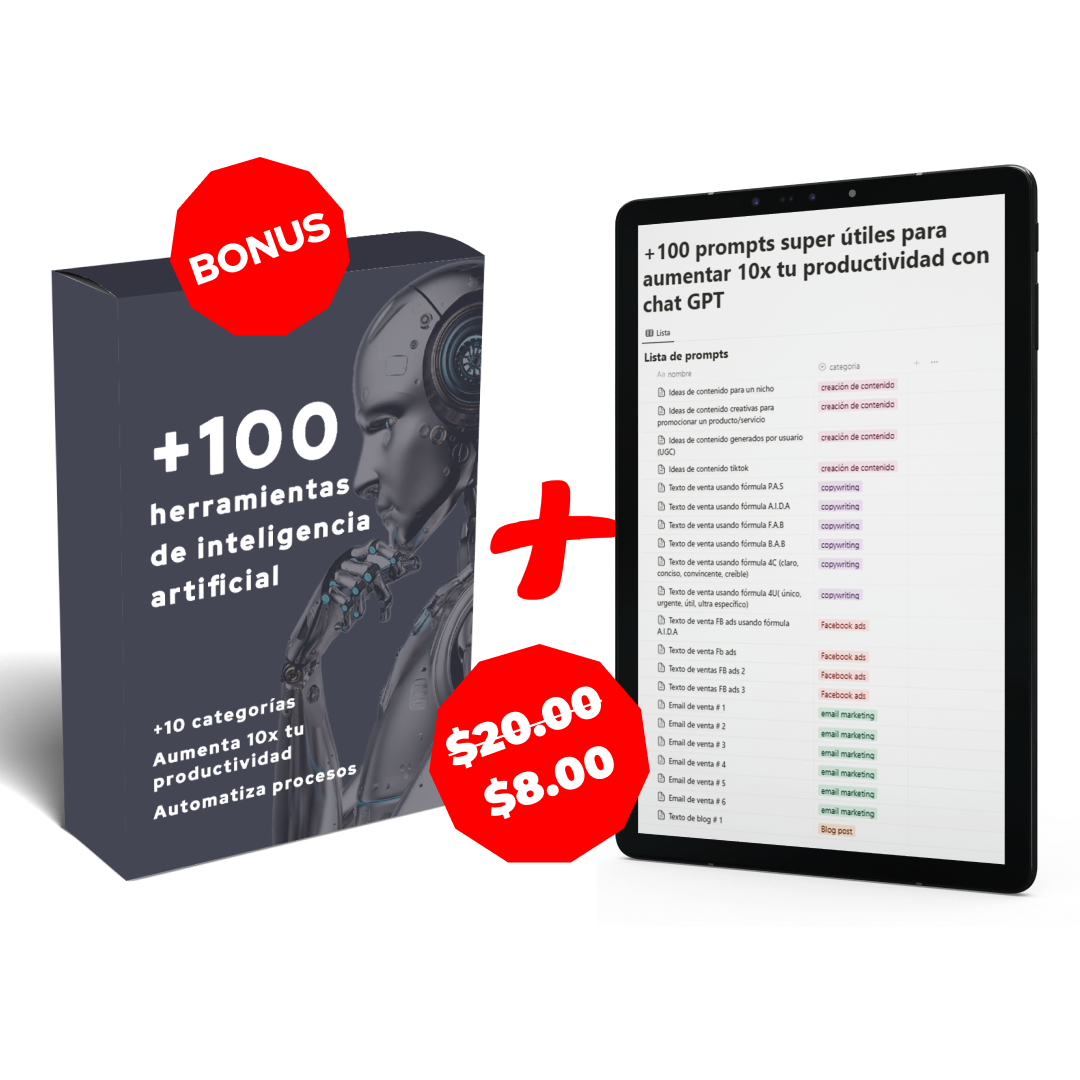 BONUS
+100
herramientas
de inteligencia
artificial
+10 categorías
Aumenta 10x tu
productividad
Automatiza procesos
$20.00
$8.00
+100 prompts super útiles para
aumentar 10x tu productividad con
chat GPT
Lista
Lista de prompts
Aa nombre
categoria
Ideas de contenido para un nicho
creación de contenido
Ideas de contenido creativas para
promocionar un producto/servicio
creación de contenido
Ideas de contenido generados por usuario
(UGC)
creación de contenido
Ideas de contenido tiktok
creación de contenido
Texto de venta usando fórmula P.A.S
copywriting
Texto de venta usando fórmula A.I.D.A
copywriting
Texto de venta usando fórmula F.A.B
copywriting
Texto de venta usando fórmula B.A.B
copywriting
Texto de venta usando fórmula 4C (claro,
conciso, convincente, creíble)
copywriting
Texto de venta usando fórmula 4U( único,
urgente, útil, ultra específico)
copywriting
Texto de venta FB ads usando fórmula
A.I.D.A
Facebook ads
Texto de venta Fb ads
Facebook ads
Texto de ventas FB ads 2
Facebook ads
Texto de ventas FB ads 3
Facebook ads
Email de venta # 1
email marketing
Email de venta # 2
email marketing
Email de venta # 3
email marketing
Email de venta # 4
email marketing
Email de venta # 5
email marketing
Email de venta # 6
email marketing
Texto de blog # 1
Blog post